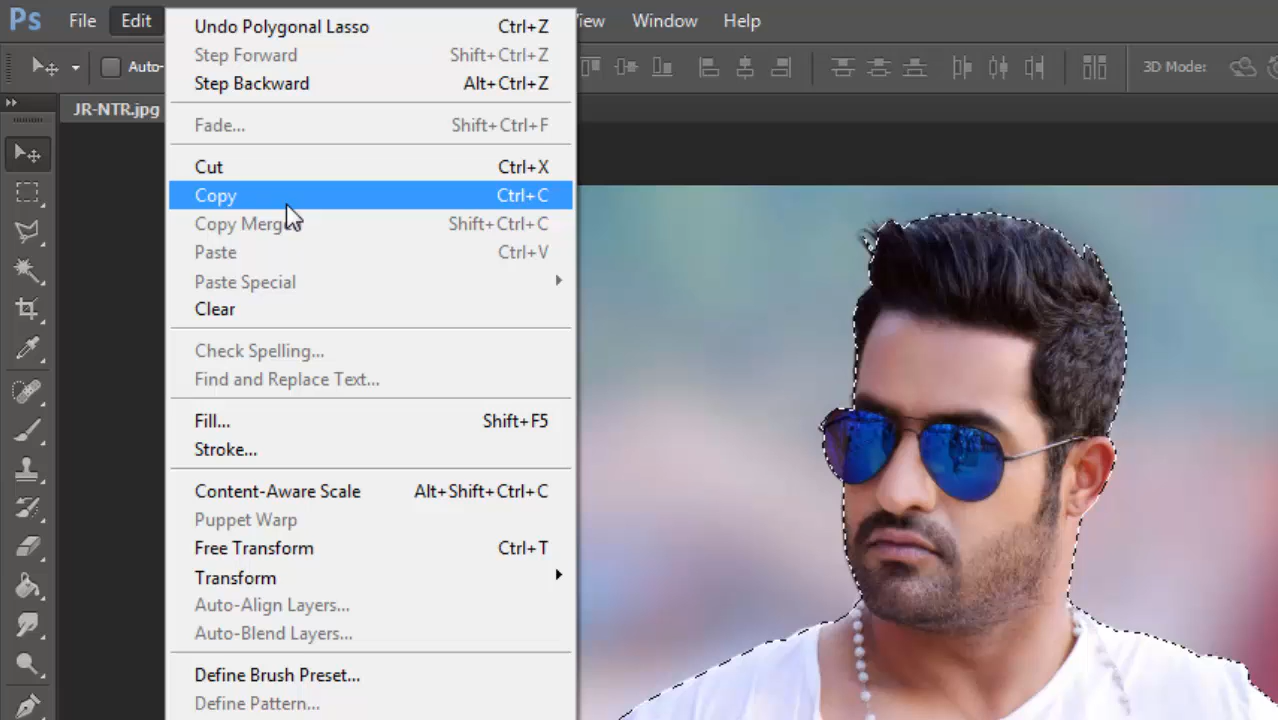 Ps File Edit View Window Help
Auto- 3D Mode:
JR-NTR.jpg
Undo Polygonal Lasso Ctrl+Z
Step Forward Shift+Ctrl+Z
Step Backward Alt+Ctrl+Z
Fade... Shift+Ctrl+F
Cut Ctrl+X
Copy Ctrl+C
Copy Merg Shift+Ctrl+C
Paste Ctrl+V
Paste Special
Clear
Check Spelling...
Find and Replace Text...
Fill... Shift+F5
Stroke...
Content-Aware Scale Alt+Shift+Ctrl+C
Puppet Warp
Free Transform Ctrl+T
Transform
Auto-Align Layers...
Auto-Blend Layers...
Define Brush Preset...
Define Pattern...